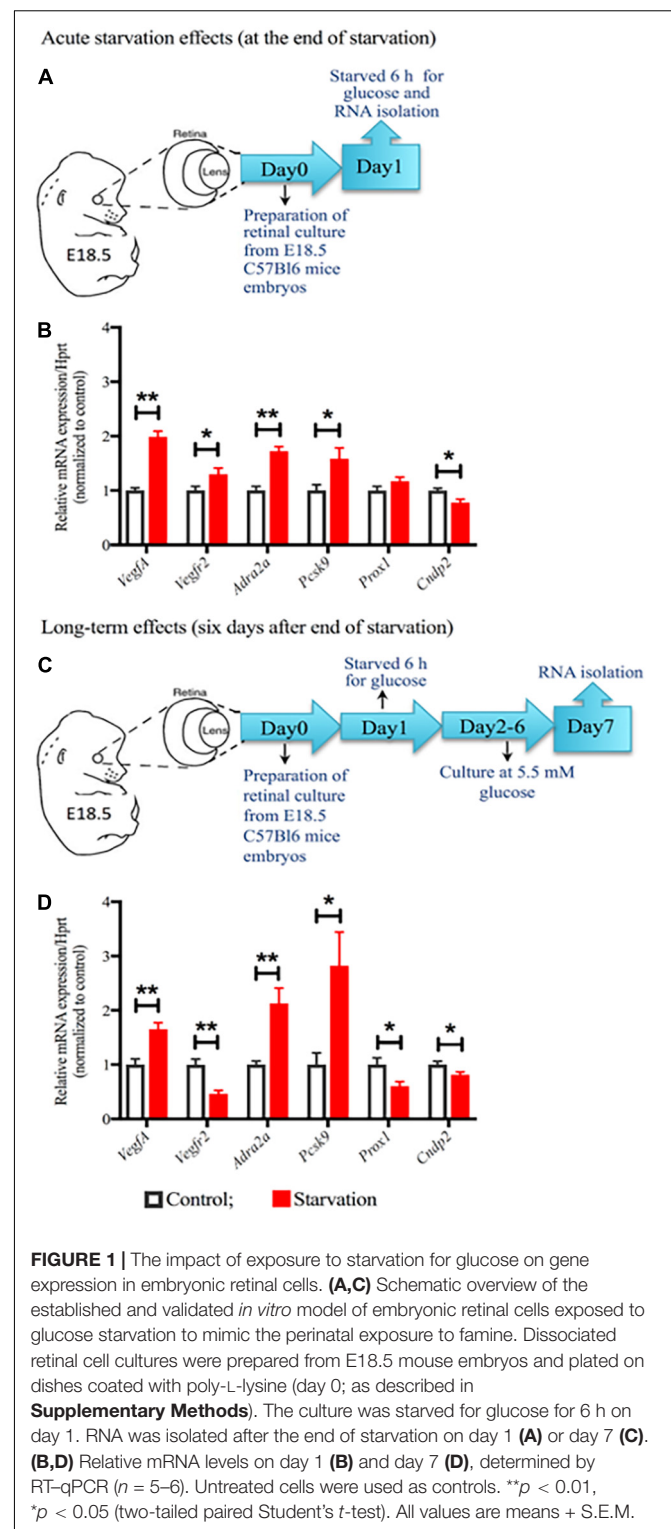 Acute starvation effects (at the end of starvation)
A
Starved 6 h for
glucose and
RNA isolation
Retina
Lens
Day0
Day1
E18.5
Preparation of
retinal culture
from E18.5
C57Bl6 mice
embryos
B
Relative mRNA expression/Hprt
(normalized to control)
4
3
2
1
0
** * ** * *
VegfA Vegfr2 Adra2a Pcsk9 Prox1 Cndp2
Long-term effects (six days after end of starvation)
C
Starved 6 h
for glucose
RNA isolation
Retina
Lens
Day0
Day1
Day2-6
Day7
E18.5
Preparation of
retinal culture
from E18.5
C57Bl6 mice
embryos
Culture at 5.5 mM
glucose
D
Relative mRNA expression/Hprt
(normalized to control)
4
3
2
1
0
** ** ** * * *
VegfA Vegfr2 Adra2a Pcsk9 Prox1 Cndp2
Control; Starvation
FIGURE 1 | The impact of exposure to starvation for glucose on gene
expression in embryonic retinal cells. (A,C) Schematic overview of the
established and validated in vitro model of embryonic retinal cells exposed to
glucose starvation to mimic the perinatal exposure to famine. Dissociated
retinal cell cultures were prepared from E18.5 mouse embryos and plated on
dishes coated with poly-L-lysine (day 0; as described in
Supplementary Methods). The culture was starved for glucose for 6 h on
day 1. RNA was isolated after the end of starvation on day 1 (A) or day 7 (C).
(B,D) Relative mRNA levels on day 1 (B) and day 7 (D), determined by
RT–qPCR (n = 5–6). Untreated cells were used as controls. **p < 0.01,
*p < 0.05 (two-tailed paired Student's t-test). All values are means + S.E.M.